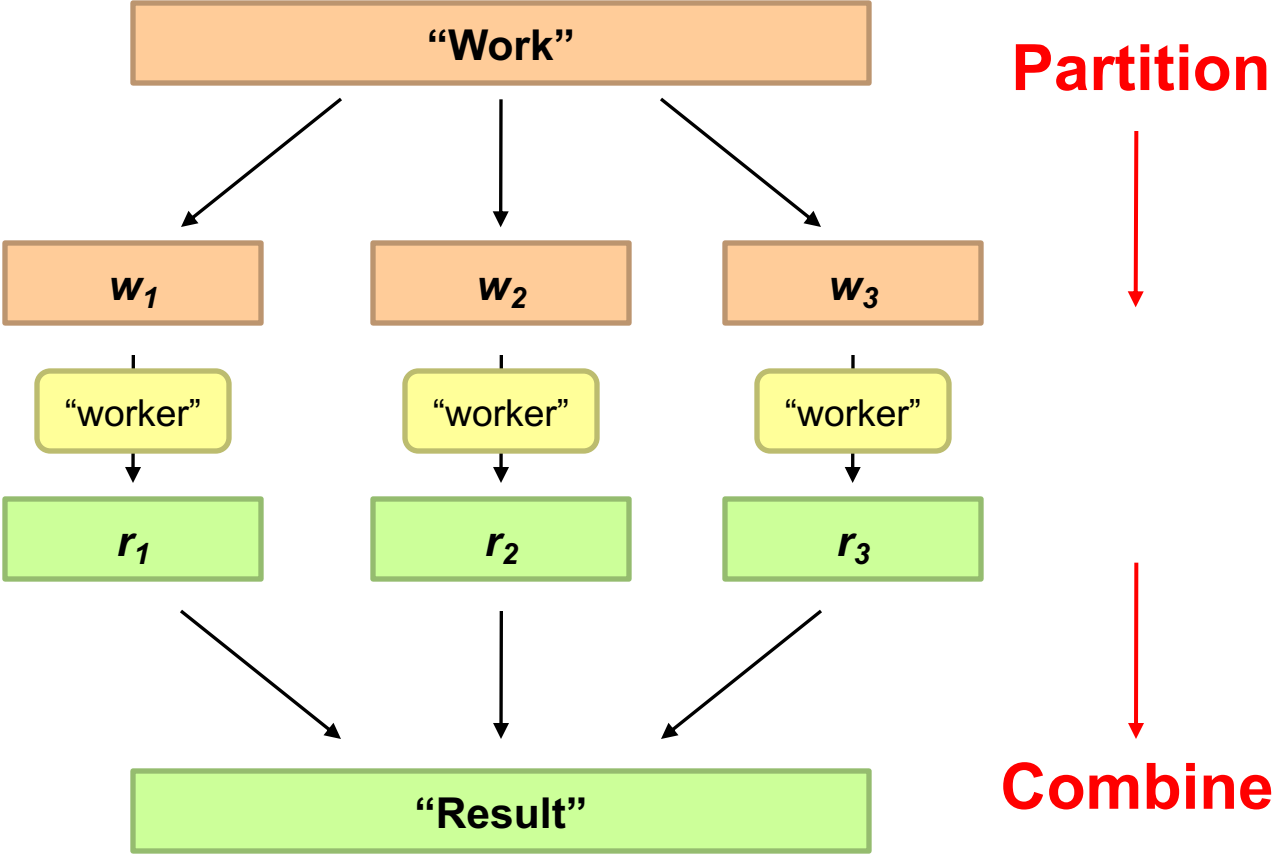 “Work”
Partition
w₁ w₂ w₃
“worker” “worker” “worker”
r₁ r₂ r₃
“Result”
Combine